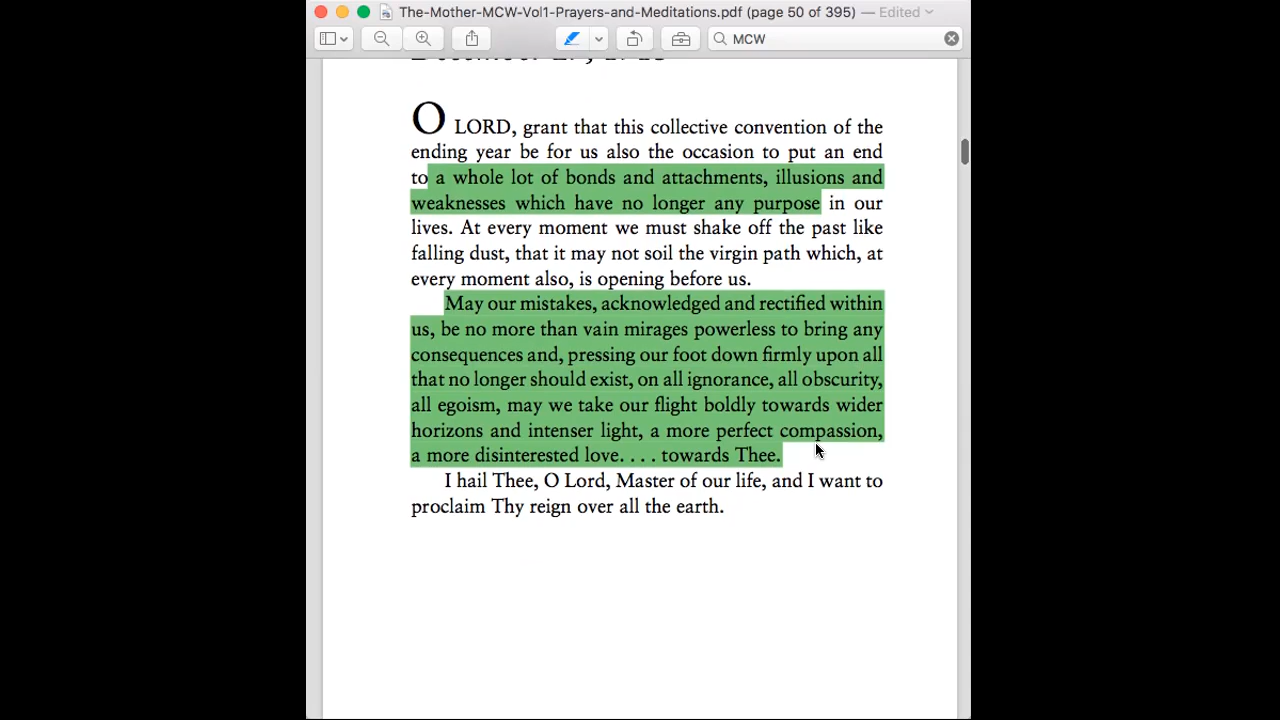 The-Mother-MCW-Vol1-Prayers-and-Meditations.pdf (page 50 of 395) — Edited
MCW
O LORD, grant that this collective convention of the
ending year be for us also the occasion to put an end
to a whole lot of bonds and attachments, illusions and
weaknesses which have no longer any purpose in our
lives. At every moment we must shake off the past like
falling dust, that it may not soil the virgin path which, at
every moment also, is opening before us.
May our mistakes, acknowledged and rectified within
us, be no more than vain mirages powerless to bring any
consequences and, pressing our foot down firmly upon all
that no longer should exist, on all ignorance, all obscurity,
all egoism, may we take our flight boldly towards wider
horizons and intenser light, a more perfect compassion,
a more disinterested love. . . . towards Thee.
I hail Thee, O Lord, Master of our life, and I want to
proclaim Thy reign over all the earth.